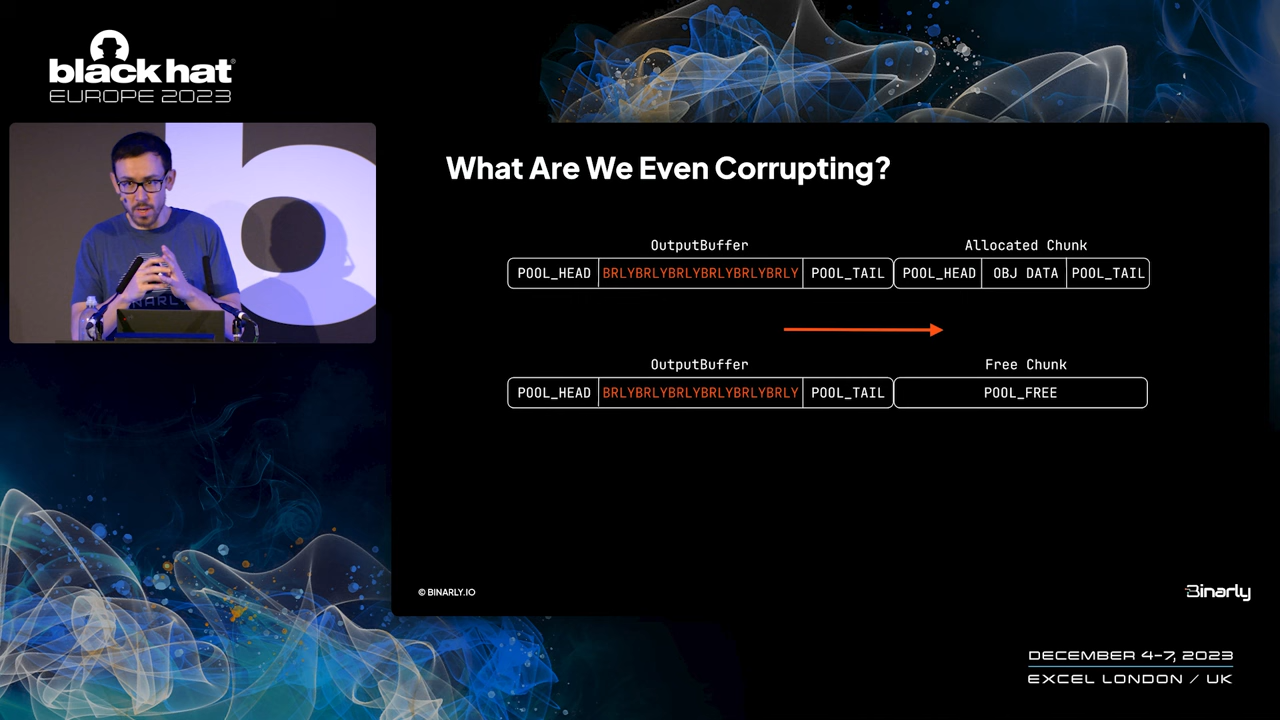 black hat
EUROPE 2023
What Are We Even Corrupting?
OutputBuffer
Allocated Chunk
POOL_HEAD BRLYBRLYBRLYBRLYBRLYBRLY POOL_TAIL POOL_HEAD OBJ DATA POOL_TAIL
OutputBuffer
Free Chunk
POOL_HEAD BRLYBRLYBRLYBRLYBRLYBRLY POOL_TAIL POOL_FREE
© BINARLY.IO
Binarly
DECEMBER 4-7, 2023
EXCEL LONDON / UK